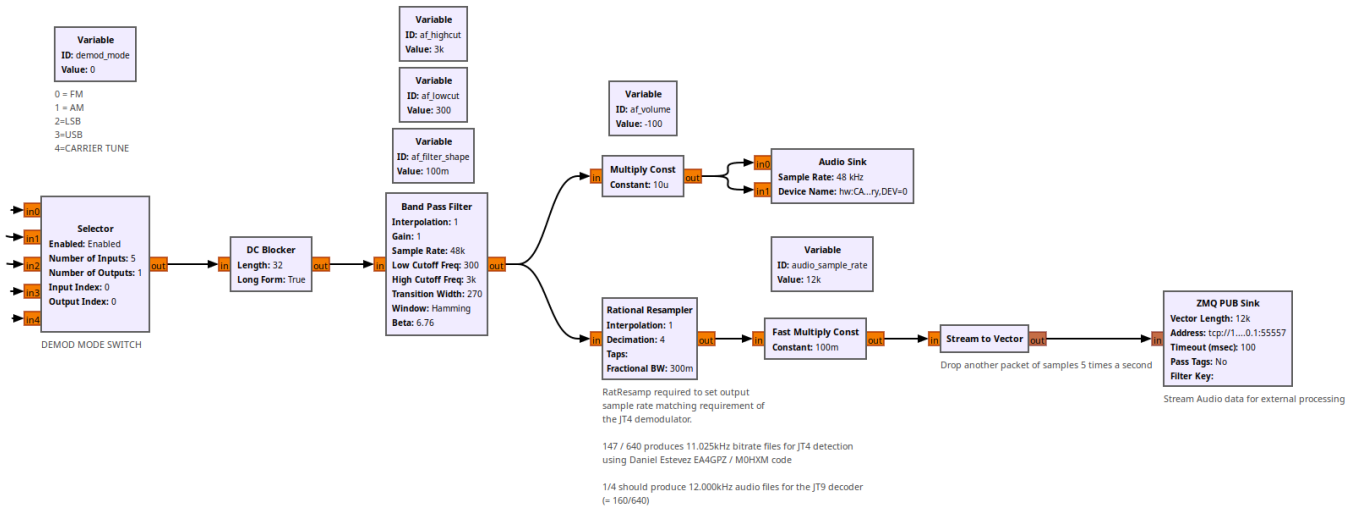 Variable
ID: demod_mode
Value: 0
0 = FM
1 = AM
2=LSB
3=USB
4=CARRIER TUNE
Variable
ID: af_highcut
Value: 3k
Variable
ID: af_lowcut
Value: 300
Variable
ID: af_filter_shape
Value: 100m
Variable
ID: af_volume
Value: -100
in0
in1
in2
in3
in4
Selector
Enabled: Enabled
Number of Inputs: 5
Number of Outputs: 1
Input Index: 0
Output Index: 0
out
DEMOD MODE SWITCH
in
DC Blocker
Length: 32
Long Form: True
out
in
Band Pass Filter
Interpolation: 1
Gain: 1
Sample Rate: 48k
Low Cutoff Freq: 300
High Cutoff Freq: 3k
Transition Width: 270
Window: Hamming
Beta: 6.76
out
in
Multiply Const
Constant: 10u
out
in0
in1
Audio Sink
Sample Rate: 48 kHz
Device Name: hw:CA...ry,DEV=0
Variable
ID: audio_sample_rate
Value: 12k
in
Rational Resampler
Interpolation: 1
Decimation: 4
Taps:
Fractional BW: 300m
out
RatResamp required to set output
sample rate matching requirement of
the JT4 demodulator.
147 / 640 produces 11.025kHz bitrate files for JT4 detection
using Daniel Estevez EA4GPZ / M0HXM code
1/4 should produce 12.000kHz audio files for the JT9 decoder
(= 160/640)
in
Fast Multiply Const
Constant: 100m
out
in
Stream to Vector
out
Drop another packet of samples 5 times a second
in
ZMQ PUB Sink
Vector Length: 12k
Address: tcp://1....0.1:55557
Timeout (msec): 100
Pass Tags: No
Filter Key:
Stream Audio data for external processing